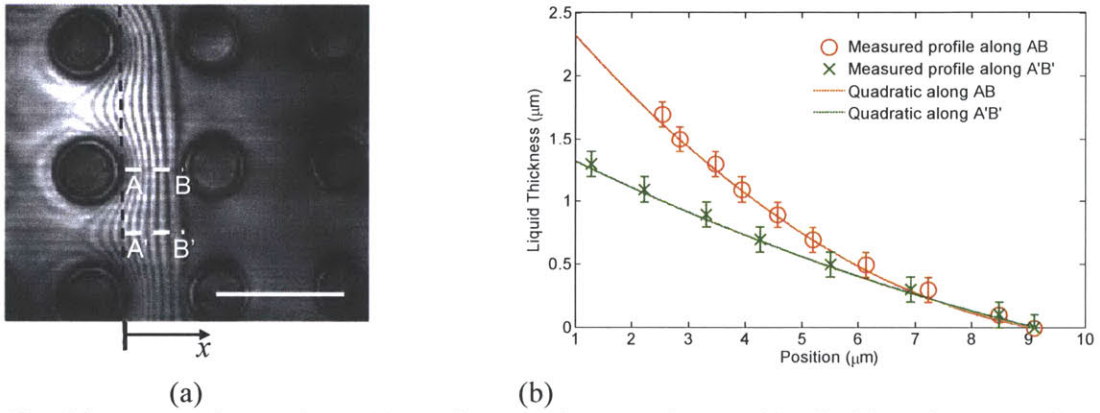 A B
A' B'
x
(a)
2.5
2
1.5
1
0.5
0
Liquid Thickness (μm)
Measured profile along AB
Measured profile along A'B'
Quadratic along AB
Quadratic along A'B'
1 2 3 4 5 6 7 8 9 10
Position (μm)
(b)